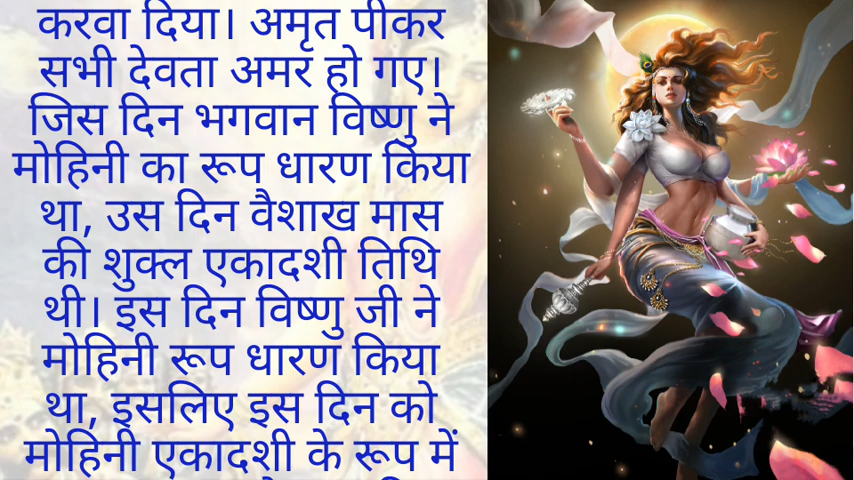 करवा दिया। अमृत पीकर
सभी देवता अमर हो गए।
जिस दिन भगवान विष्णु ने
मोहिनी का रूप धारण किया
था, उस दिन वैशाख मास
की शुक्ल एकादशी तिथि
थी। इस दिन विष्णु जी ने
मोहिनी रूप धारण किया
था, इसलिए इस दिन को
मोहिनी एकादशी के रूप में